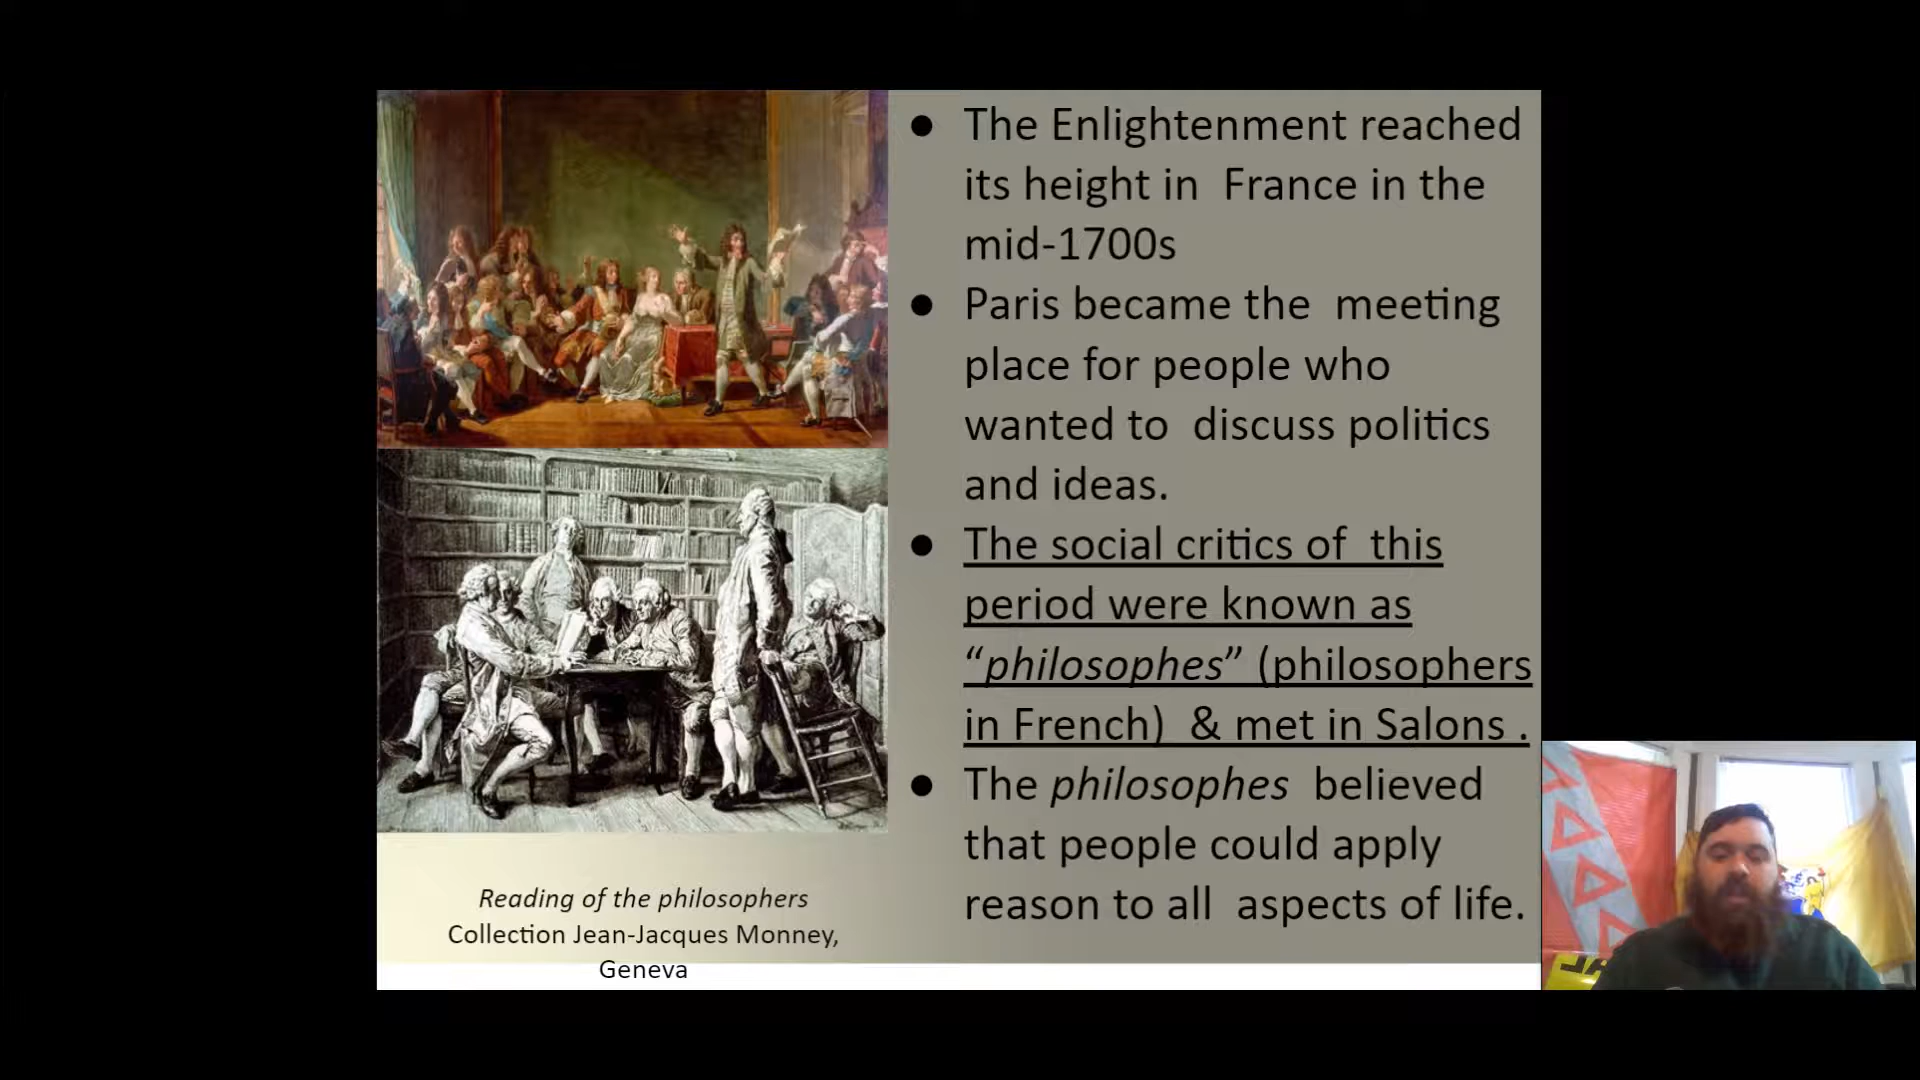 ● The Enlightenment reached
its height in France in the
mid-1700s
● Paris became the meeting
place for people who
wanted to discuss politics
and ideas.
● The social critics of this
period were known as
“philosophes” (philosophers
in French) & met in Salons .
● The philosophes believed
that people could apply
reason to all aspects of life.
Reading of the philosophers
Collection Jean-Jacques Monney,
Geneva